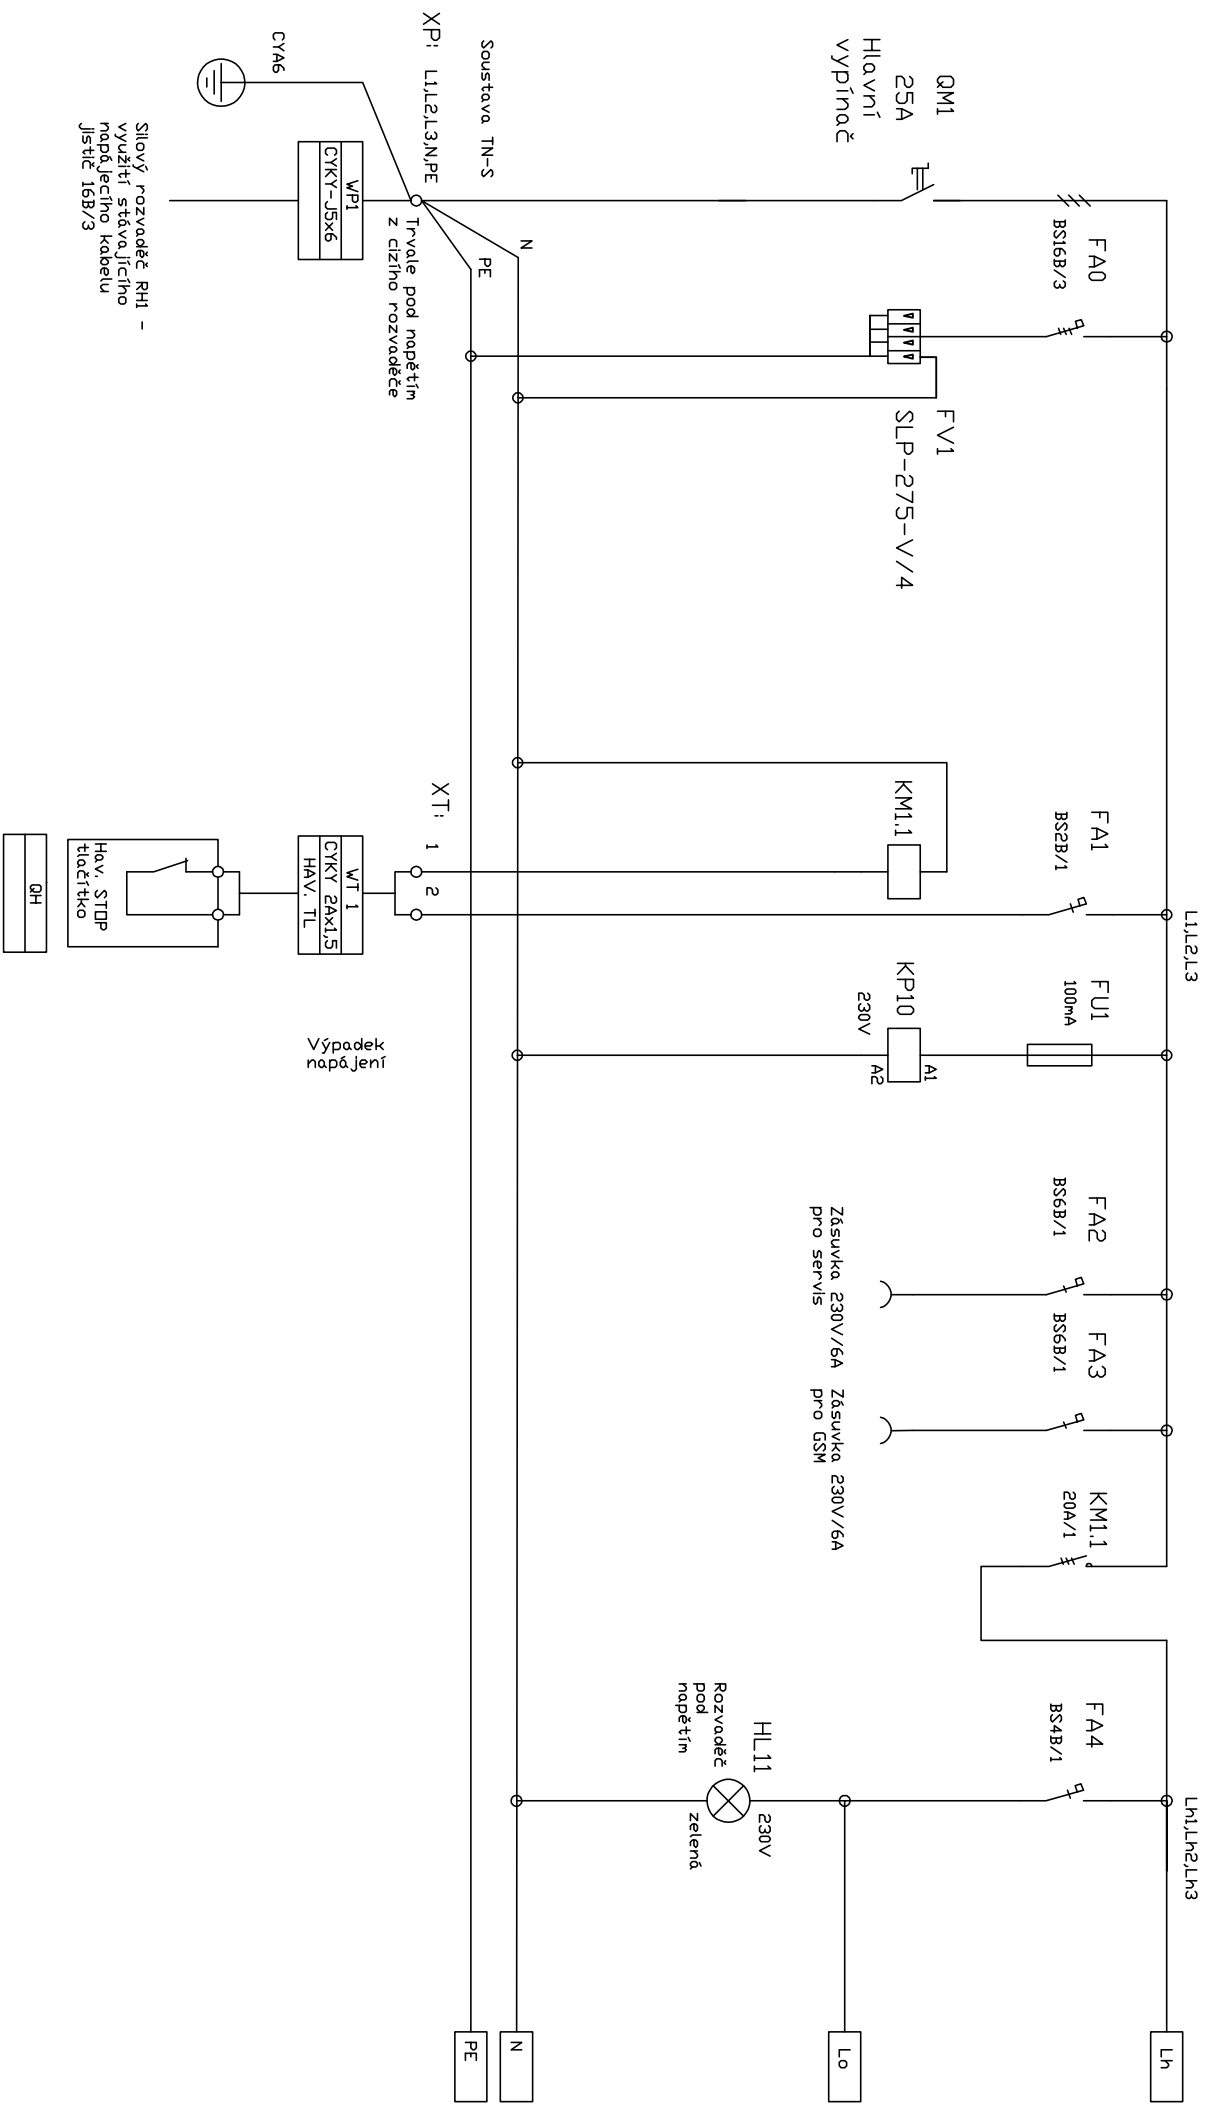 L1,L2,L3
Lh1,Lh2,Lh3
Lh
QM1
25A
Hlavní
vypínač
FA0
BS16B/3
FV1
SLP-275-V/4
FA1
BS2B/1
KM1.1
FU1
100mA
KP10
230V
A1
A2
FA2
BS6B/1
Zásuvka 230V/6A
pro servis
FA3
BS6B/1
Zásuvka 230V/6A
pro GSM
KM1.1
20A/1
FA4
BS4B/1
HL11
230V
Rozvaděč
pod
napětím
zelená
Lo
N
PE
Soustava TN-S
XP: L1,L2,L3,N,PE
N
PE
Trvale pod napětím
z cizího rozvaděče
CYA6
WP1
CYKY-J5x6
Silový rozvaděč RH1 -
využití stávajícího
napájecího kabelu
jistič 16B/3
XT:
1
2
WT 1
CYKY 2Ax1,5
HAV. TL
Hav. STOP
tlačítko
QH
Výpadek
napájení